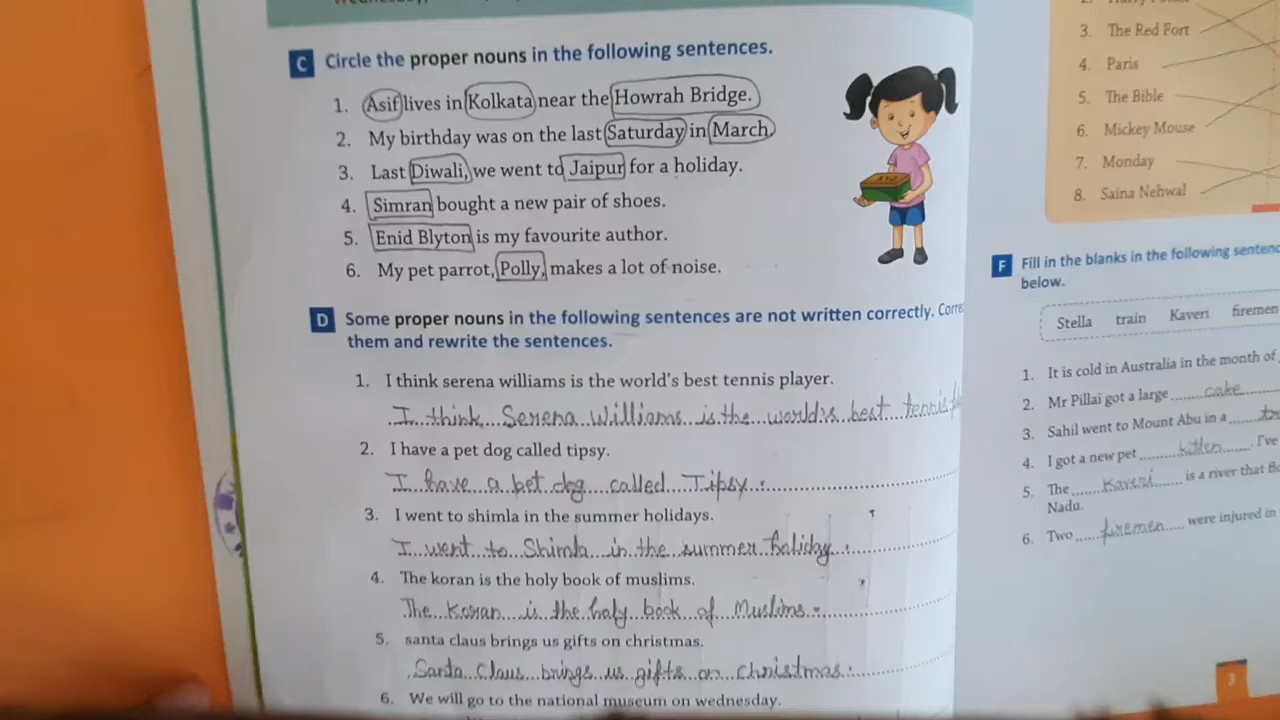 C Circle the proper nouns in the following sentences.
1. Asif lives in Kolkata near the Howrah Bridge.
2. My birthday was on the last Saturday in March.
3. Last Diwali, we went to Jaipur for a holiday.
4. Simran bought a new pair of shoes.
5. Enid Blyton is my favourite author.
6. My pet parrot, Polly, makes a lot of noise.
D Some proper nouns in the following sentences are not written correctly. Corre
them and rewrite the sentences.
1. I think serena williams is the world's best tennis player.
I think Serena Williams is the world's best tennis
2. I have a pet dog called tipsy.
I have a pet dog called Tipsy.
3. I went to shimla in the summer holidays.
I went to Shimla in the summer holiday.
4. The koran is the holy book of muslims.
The Koran is the holy book of Muslims.
5. santa claus brings us gifts on christmas.
Santa Claus brings us gifts on Christmas.
6. We will go to the national museum on wednesday.
3. The Red Fort
4. Paris
5. The Bible
6. Mickey Mouse
7. Monday
8. Saina Nehwal
F Fill in the blanks in the following sentenc
below.
Stella train Kaveri firemen
1. It is cold in Australia in the month of
2. Mr Pillai got a large cake
3. Sahil went to Mount Abu in a
4. I got a new pet . I've
5. The Kaveri is a river that
Nadu.
6. Two firemen were injured in
3